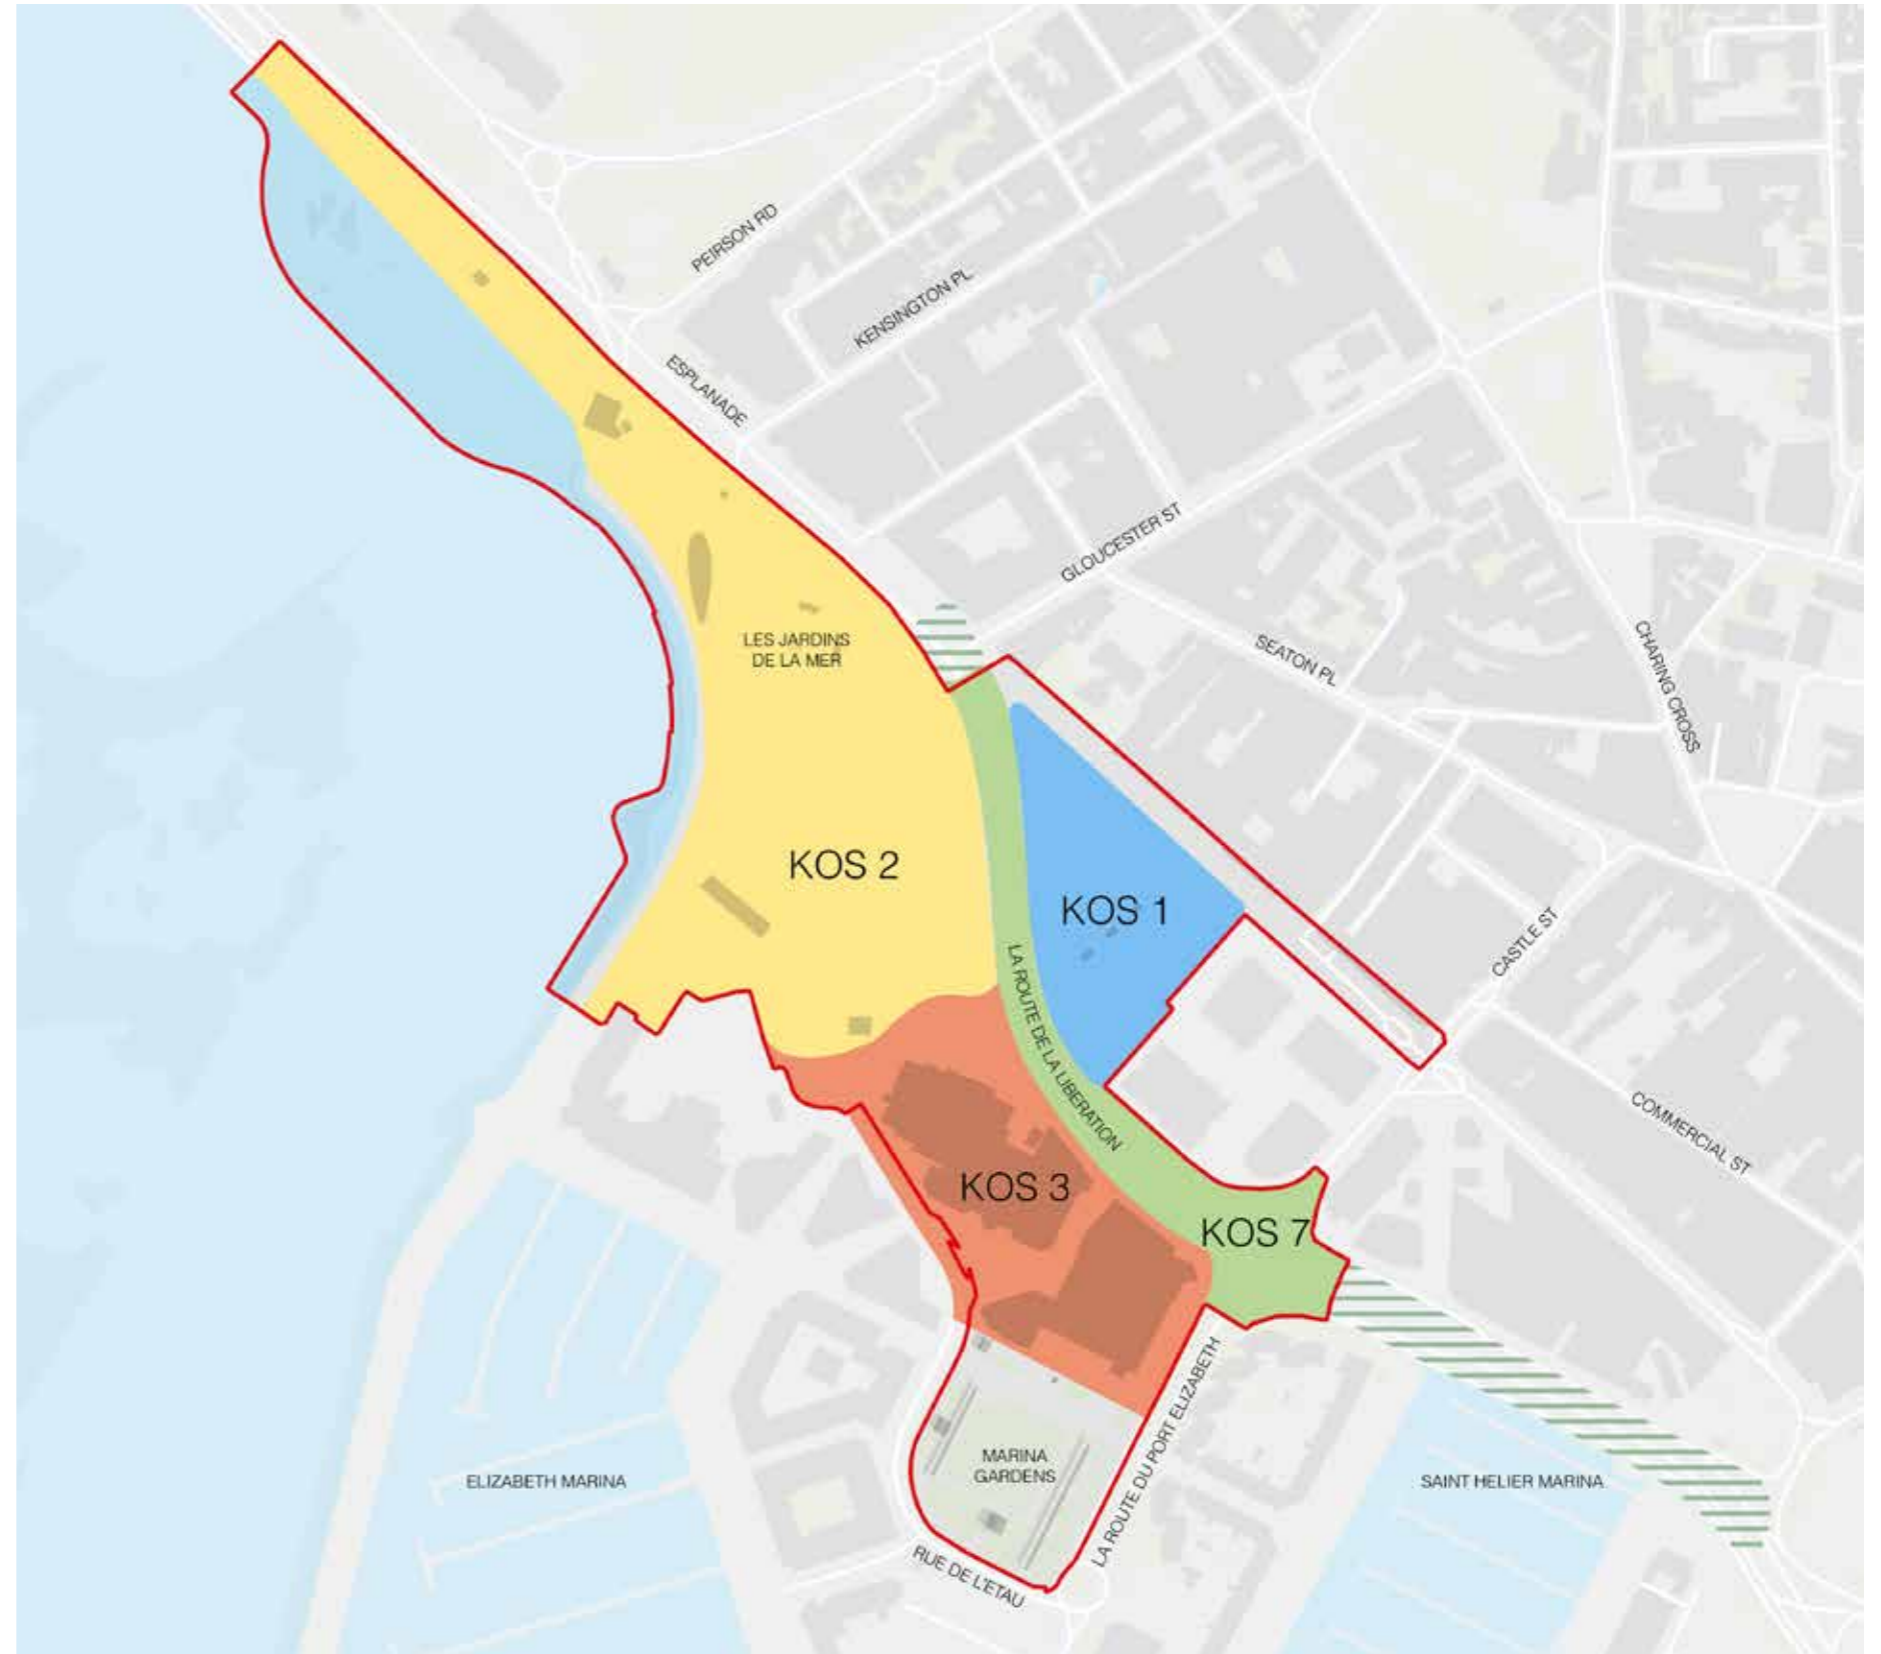 PEIRSON RD
KENSINGTON PL
ESPLANADE
GLOUCESTER ST
LES JARDINS
DE LA MER
SEATON PL
CHARING CROSS
KOS 2
KOS 1
CASTLE ST
LA ROUTE DE LA LIBERATION
COMMERCIAL ST
KOS 3
KOS 7
LA ROUTE DU PORT ELIZABETH
MARINA
GARDENS
ELIZABETH MARINA
SAINT HELIER MARINA
RUE DE L'ETAU